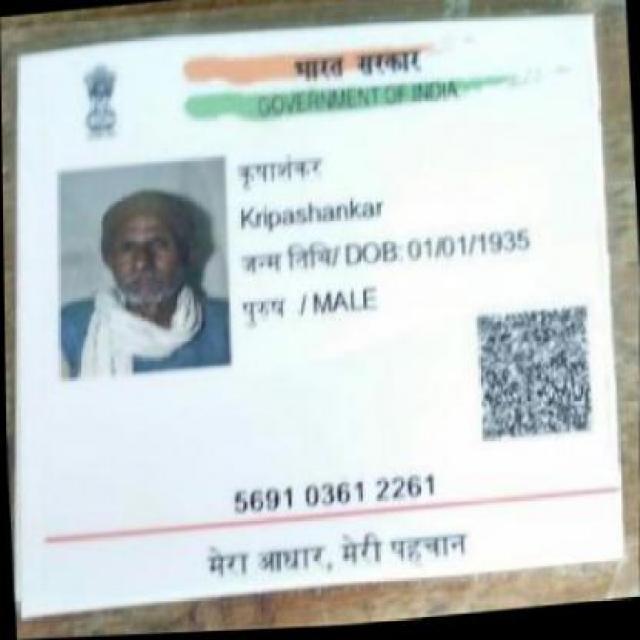 भारत सरकार
GOVERNMENT OF INDIA
कृपाशंकर
Kripashankar
जन्म तिथि/ DOB: 01/01/1935
पुरुष / MALE
5691 0361 2261
मेरा आधार, मेरी पहचान